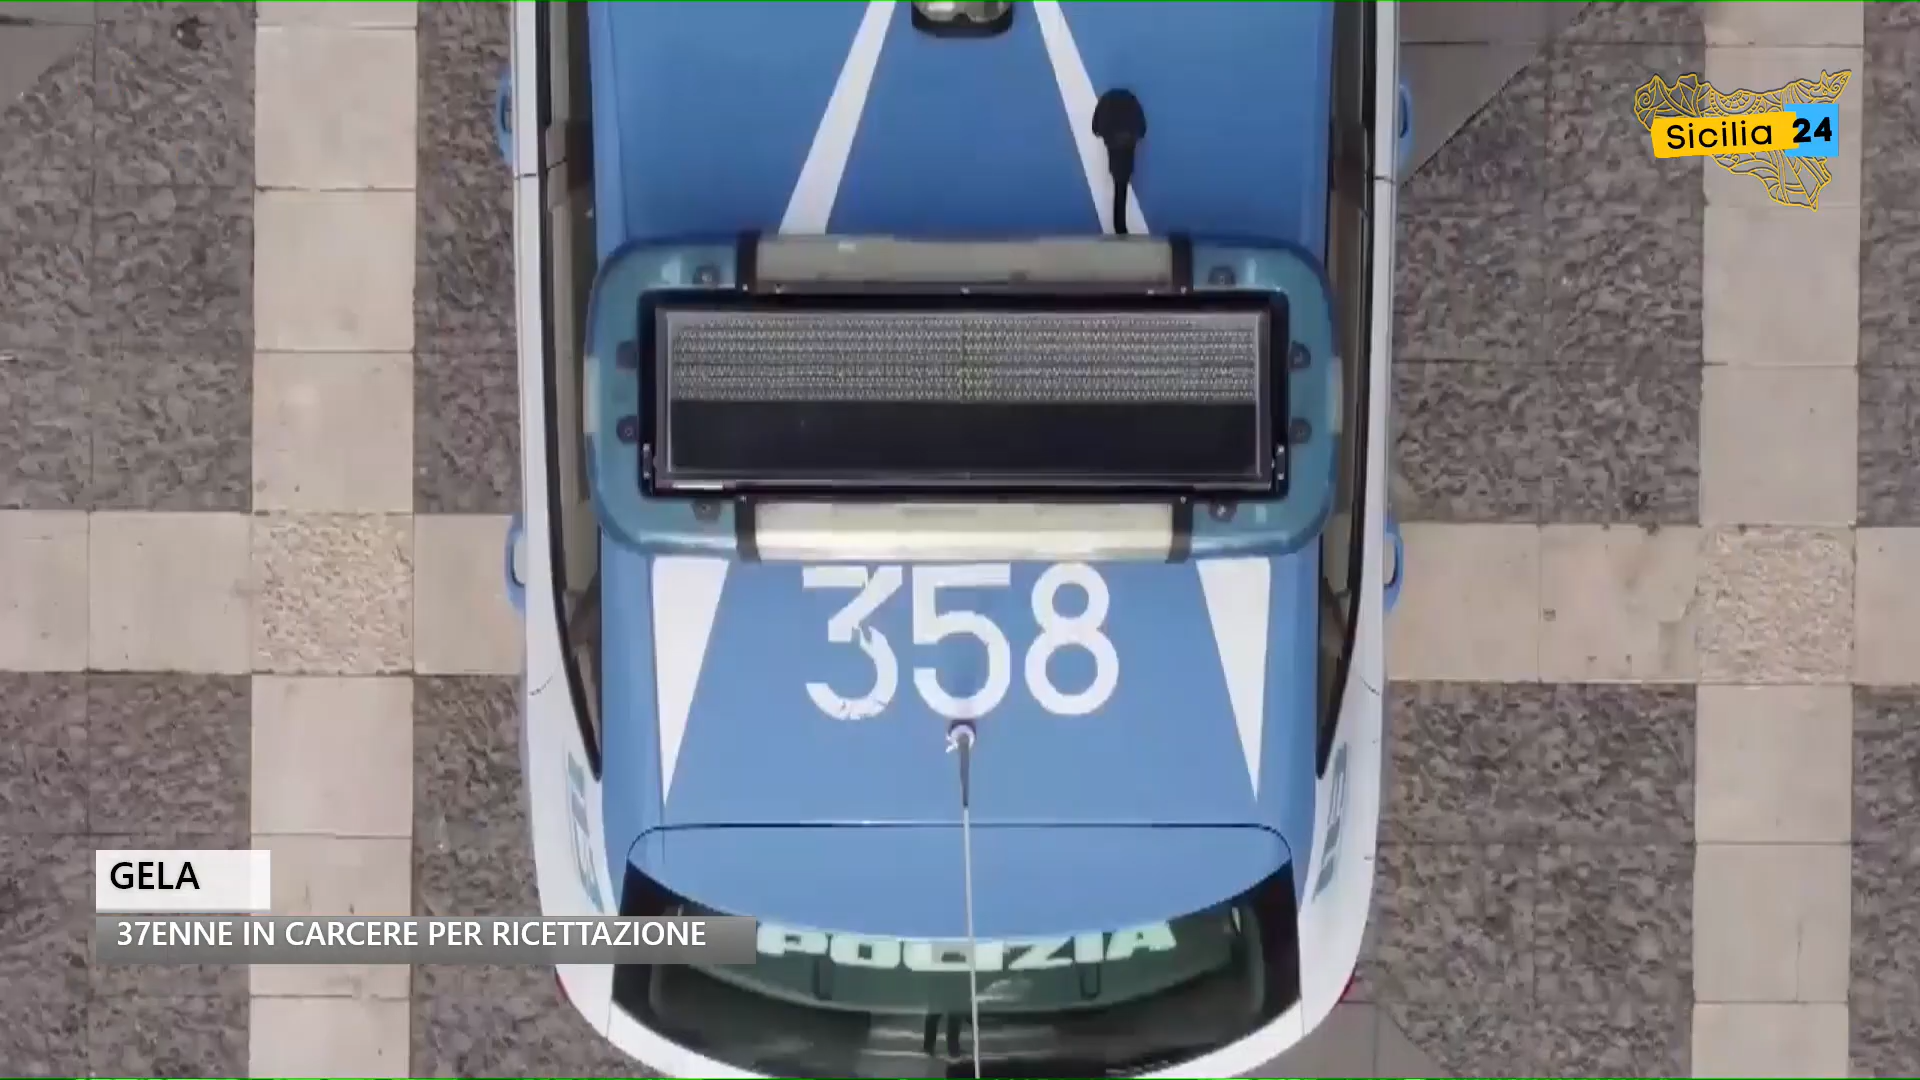 Sicilia 24
358
GELA
37ENNE IN CARCERE PER RICETTAZIONE
POLIZIA